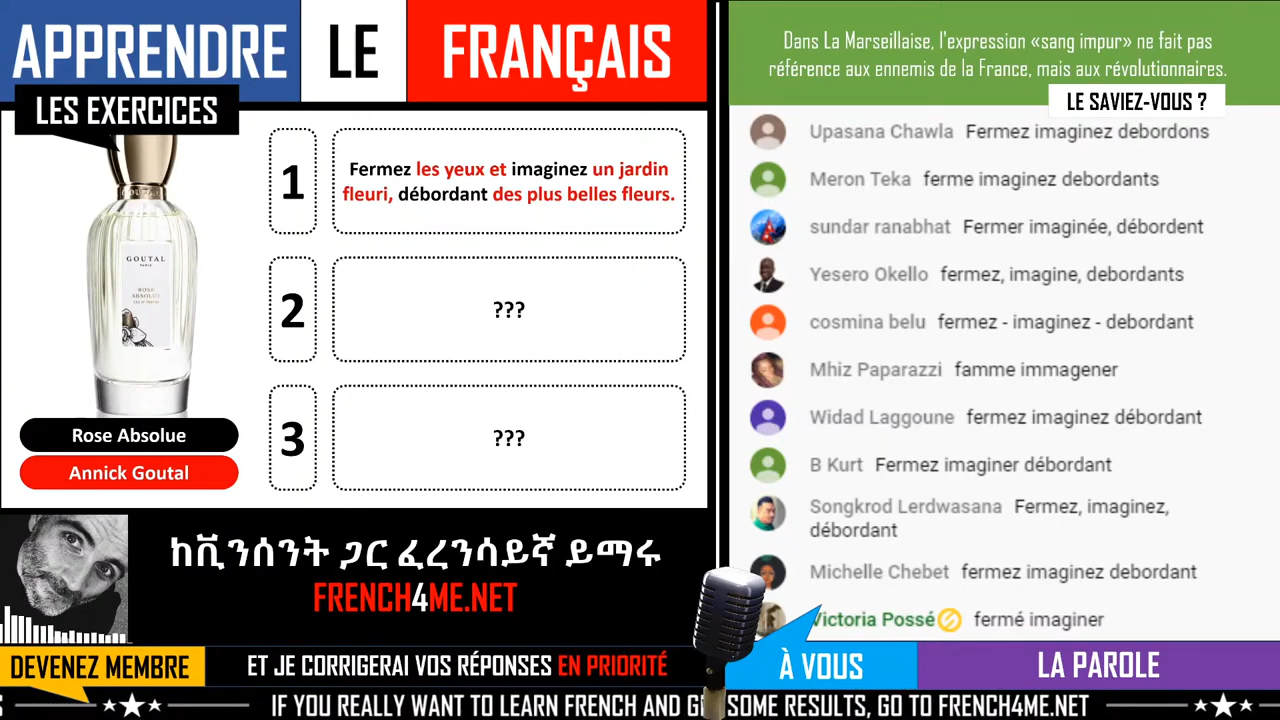 APPRENDRE LE FRANÇAIS
LES EXERCICES
GOUTAL
PARIS
ROSE
ABSOLUE
Rose Absolue
Annick Goutal
1
Fermez les yeux et imaginez un jardin
fleuri, débordant des plus belles fleurs.
2
???
3
???
ከቪንሰንት ጋር ፈረንሳይኛ ይማሩ
FRENCH4ME.NET
DEVENEZ MEMBRE
ET JE CORRIGERAI VOS RÉPONSES EN PRIORITÉ
Dans La Marseillaise, l'expression «sang impur» ne fait pas
référence aux ennemis de la France, mais aux révolutionnaires.
LE SAVIEZ-VOUS ?
Upasana Chawla Fermez imaginez debordons
Meron Teka ferme imaginez debordants
sundar ranabhat Fermer imaginée, débordent
Yesero Okello fermez, imagine, debordants
cosmina belu fermez - imaginez - debordant
Mhiz Paparazzi famme immagener
Widad Laggoune fermez imaginez débordant
B Kurt Fermez imaginer débordant
Songkrod Lerdwasana Fermez, imaginez,
débordant
Michelle Chebet fermez imaginez debordant
Victoria Possé fermé imaginer
À VOUS
LA PAROLE
IF YOU REALLY WANT TO LEARN FRENCH AND SOME RESULTS, GO TO FRENCH4ME.NET